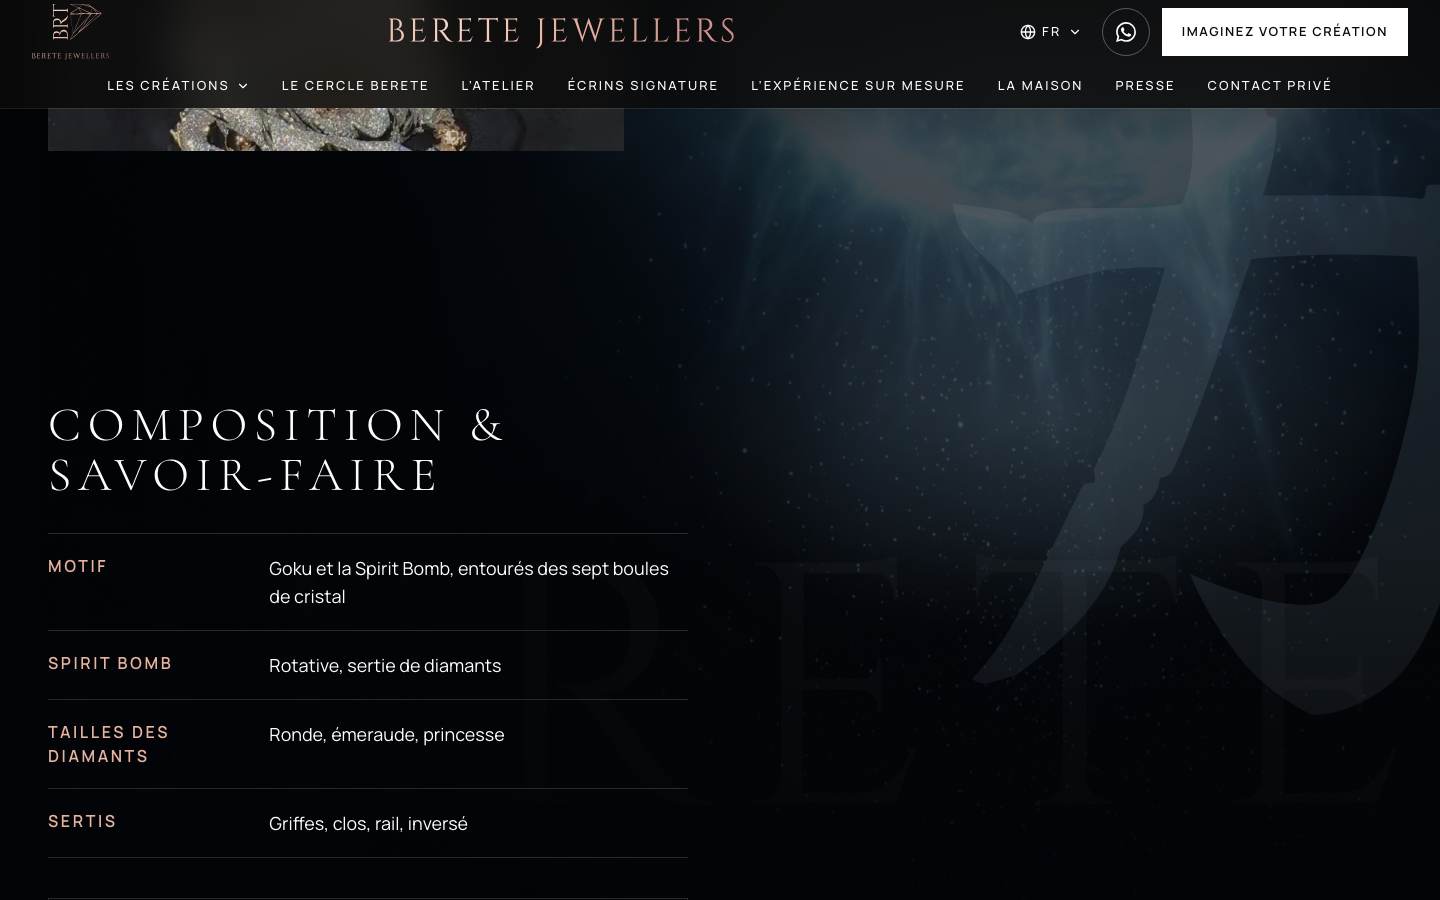 BRT
BERETE JEWELLERS
BERETE JEWELLERS
FR
IMAGINEZ VOTRE CRÉATION
LES CRÉATIONS
LE CERCLE BERETE
L'ATELIER
ÉCRINS SIGNATURE
L'EXPÉRIENCE SUR MESURE
LA MAISON
PRESSE
CONTACT PRIVÉ
COMPOSITION &
SAVOIR-FAIRE
MOTIF
Goku et la Spirit Bomb, entourés des sept boules
de cristal
SPIRIT BOMB
Rotative, sertie de diamants
TAILLES DES
DIAMANTS
Ronde, émeraude, princesse
SERTIS
Griffes, clos, rail, inversé
RETE